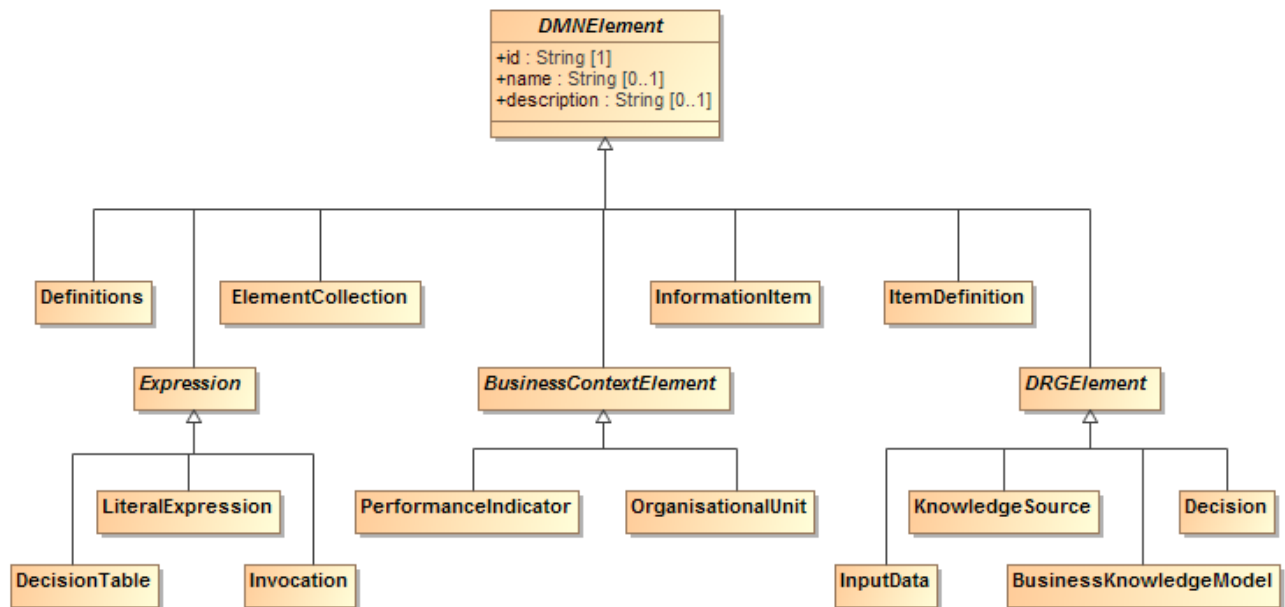 DMNElement
+id : String [1]
+name : String [0..1]
+description : String [0..1]
Definitions
ElementCollection
InformationItem
ItemDefinition
Expression
BusinessContextElement
DRGElement
LiteralExpression
PerformanceIndicator
OrganisationalUnit
KnowledgeSource
Decision
DecisionTable
Invocation
InputData
BusinessKnowledgeModel